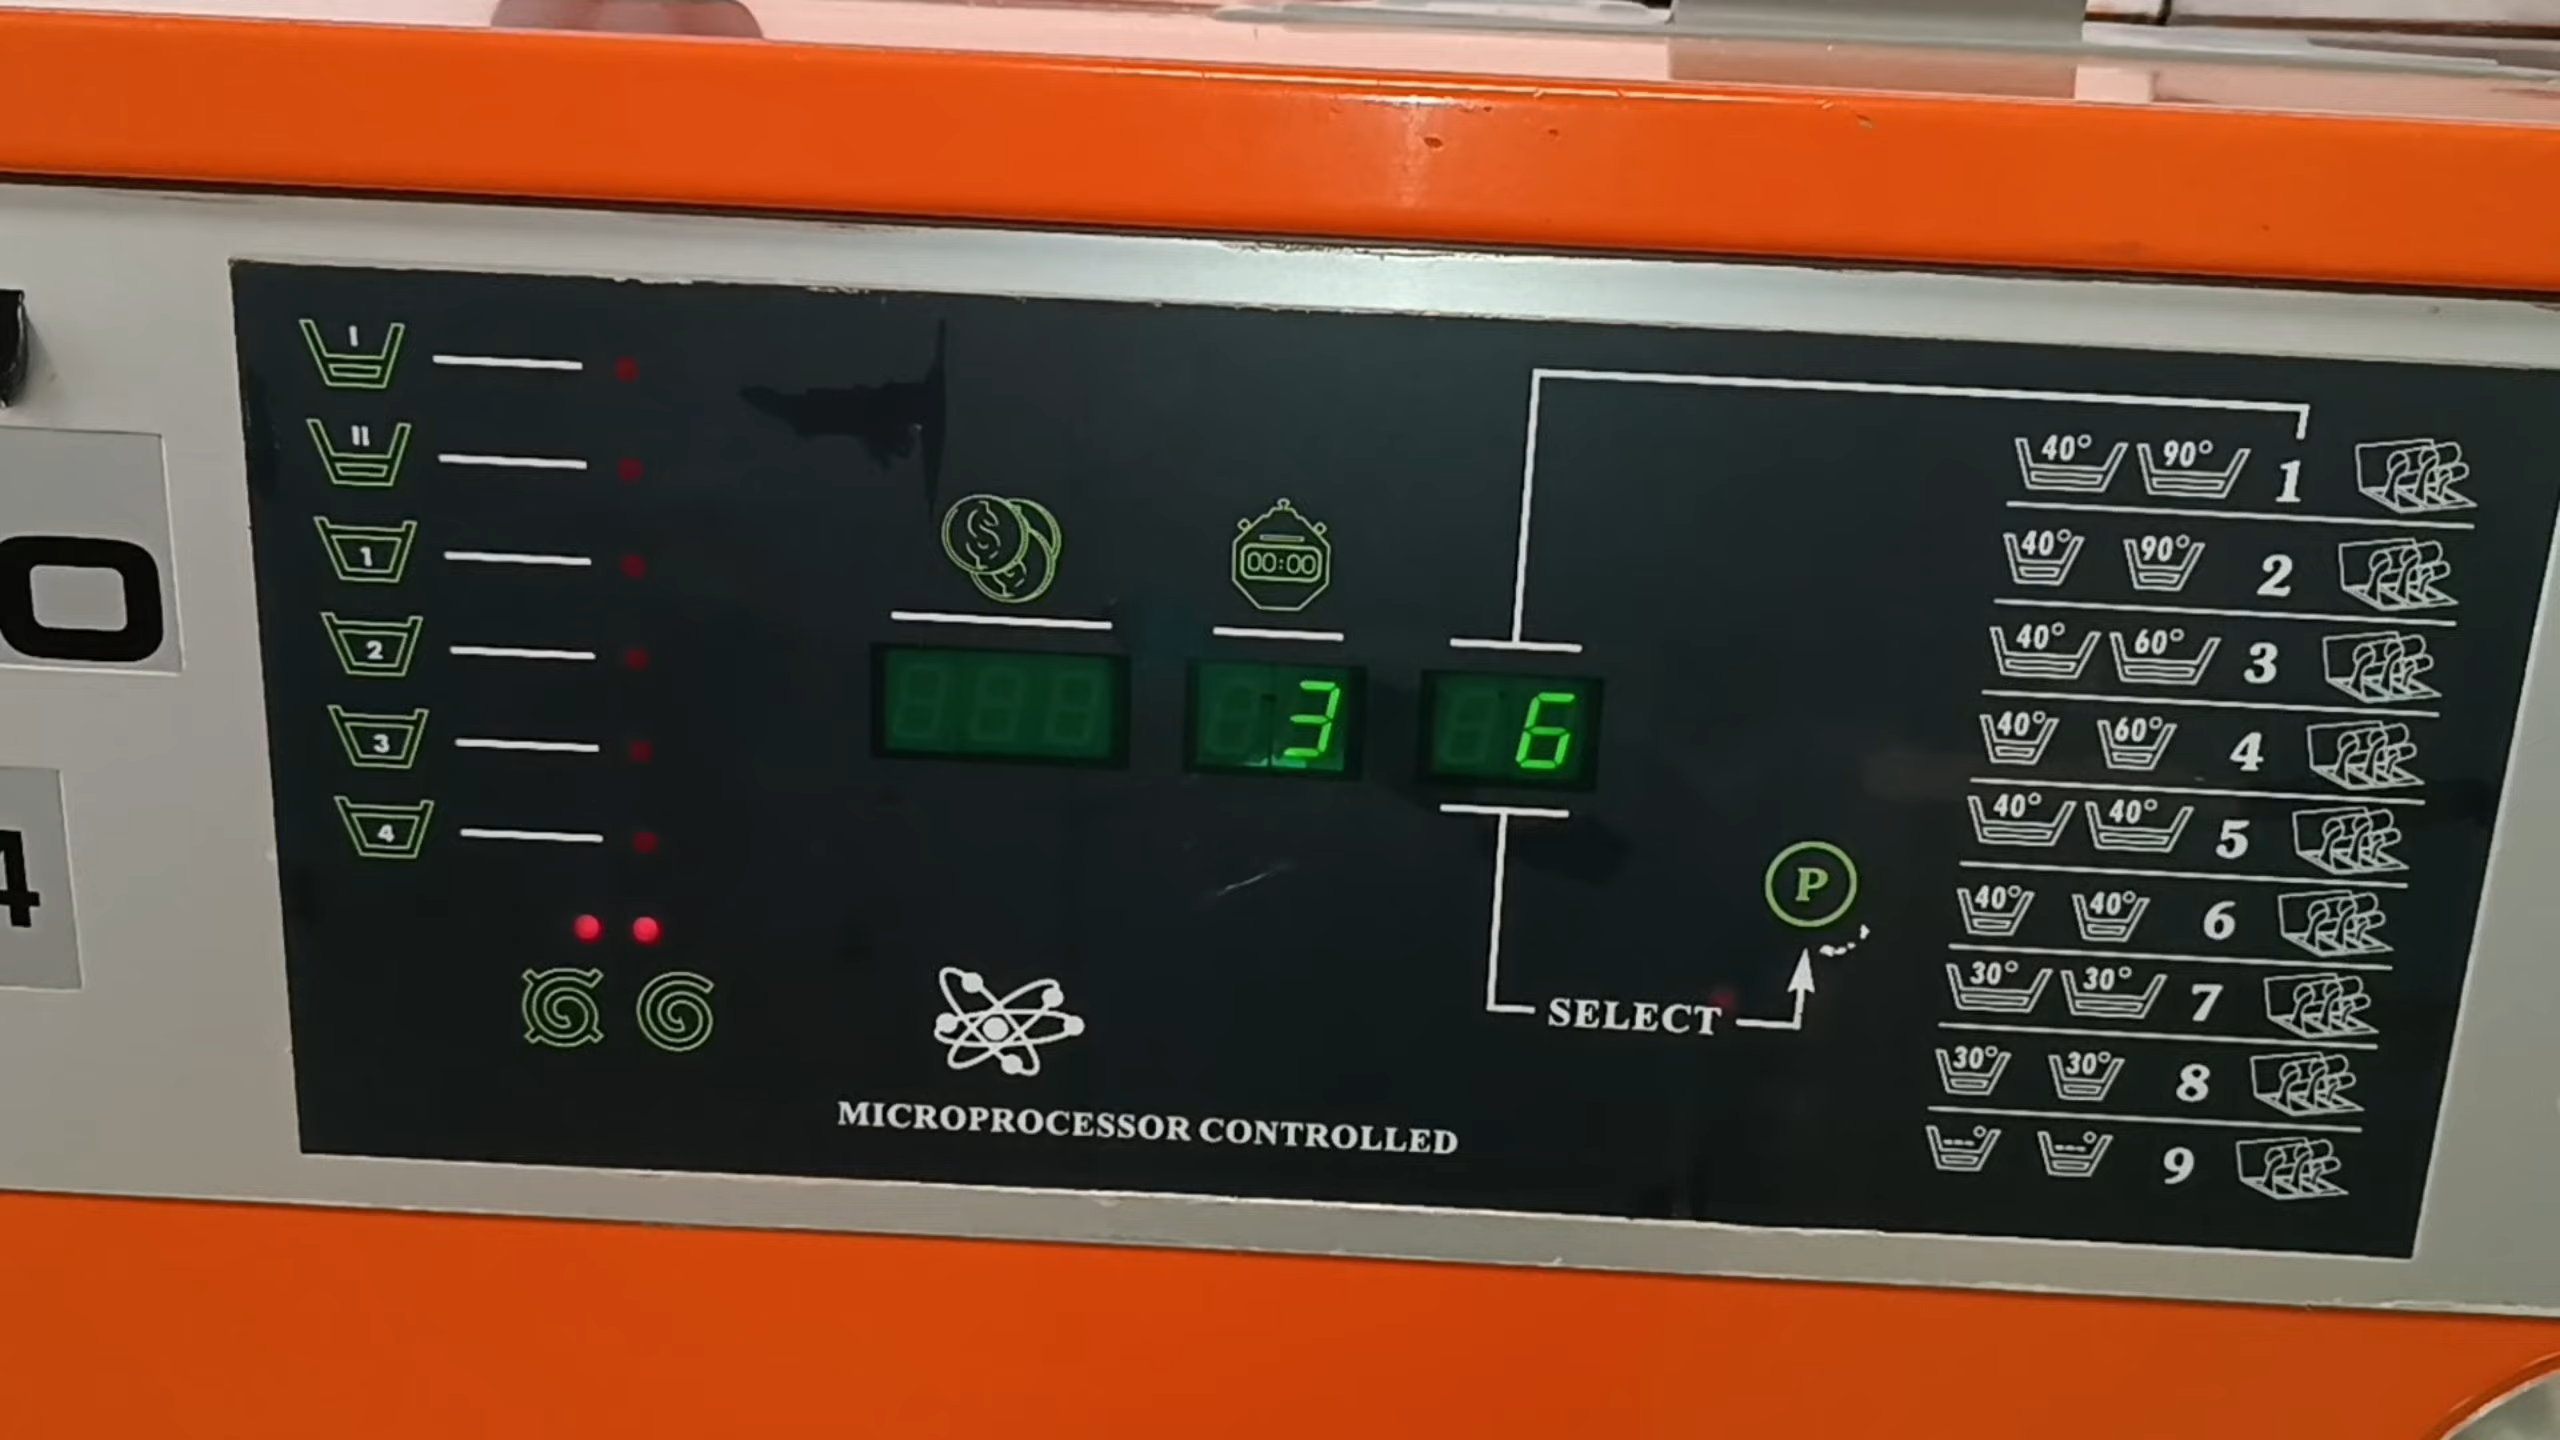 I
II
1
2
3
4
O
4
$
00:00
3
6
P
SELECT
MICROPROCESSOR CONTROLLED
40° 90° 1
40° 90° 2
40° 60° 3
40° 60° 4
40° 40° 5
40° 40° 6
30° 30° 7
30° 30° 8
---° ---° 9